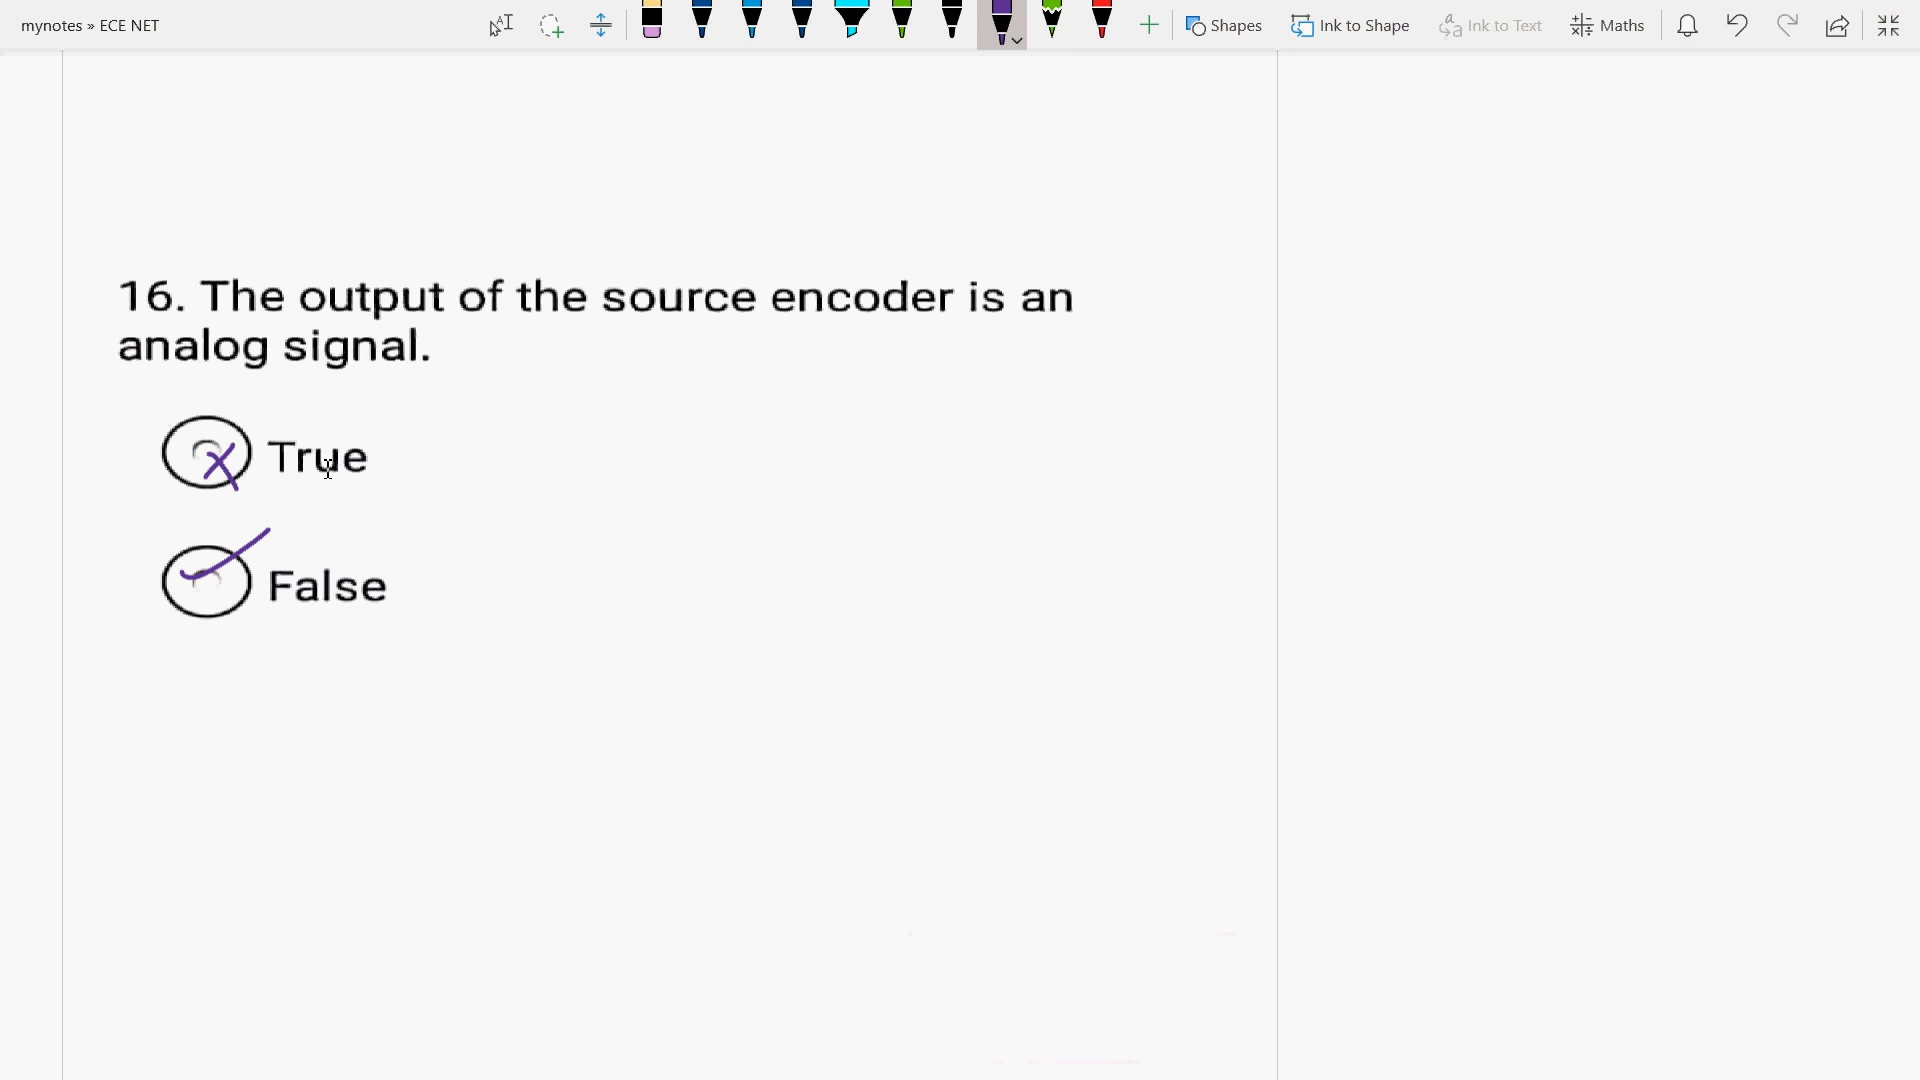 mynotes » ECE NET
Shapes
Ink to Shape
Ink to Text
Maths
16. The output of the source encoder is an
analog signal.
True
False